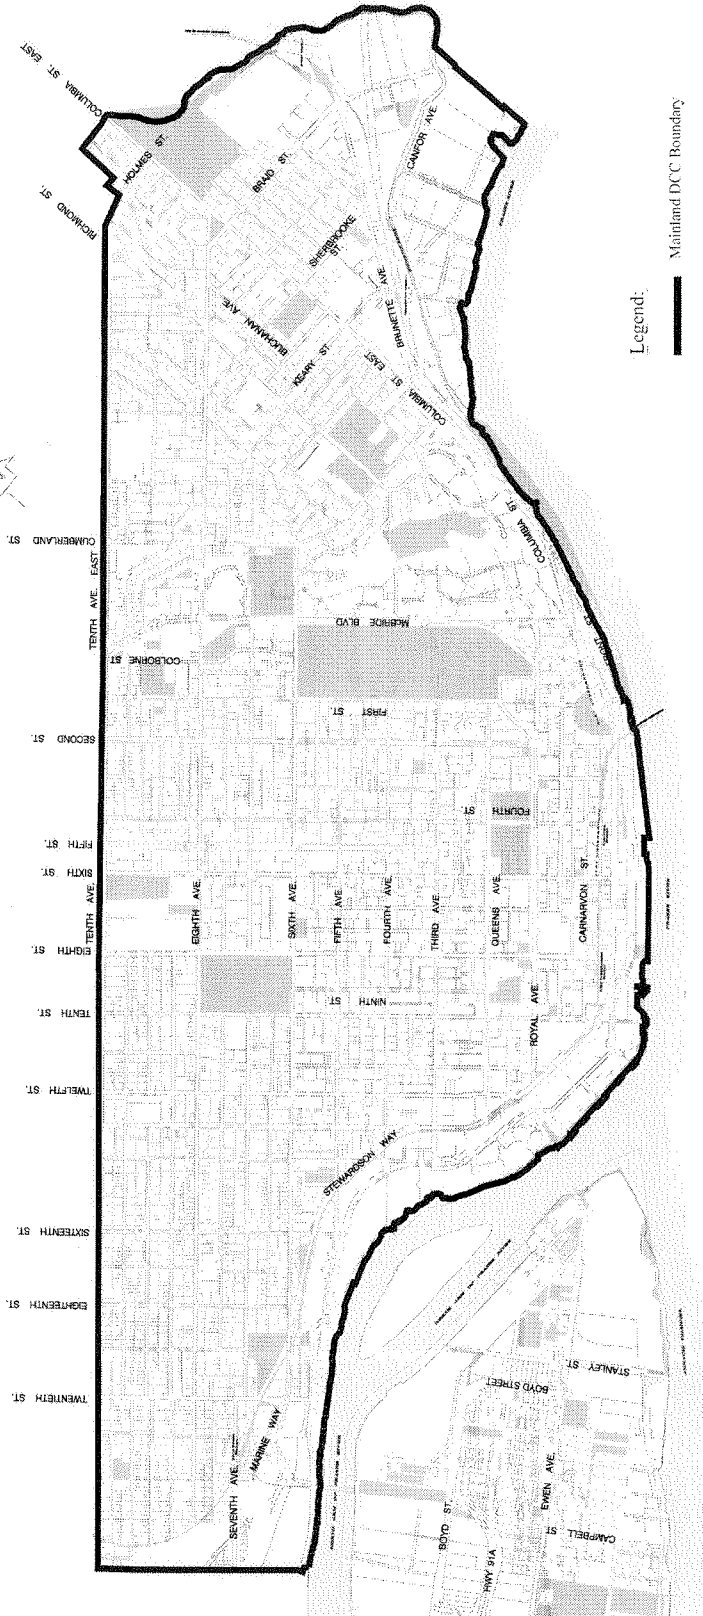 COLUMBIA ST. EAST
RICHMOND ST.
HOLMES ST.
BRAID ST.
SHERBROOKE
ST.
CANFOR AVE.
BUCHANAN AVE.
KEARY ST
BRUNETTE AVE.
COLUMBIA ST. EAST
CUMBERLAND ST.
TENTH AVE. EAST
COLUMBIA ST.
McBRIDE BLVD
COLBORNE ST
FRONT ST.
FIRST ST.
SECOND ST.
FOURTH ST.
FIFTH ST.
SIXTH ST.
TENTH AVE.
EIGHTH AVE.
SIXTH AVE.
FIFTH AVE.
FOURTH AVE.
THIRD AVE.
QUEENS AVE.
CARNARVON ST.
FRASER RIVER
EIGHTH ST.
NINTH ST
TENTH ST.
ROYAL AVE.
TWELFTH ST.
STEWARDSON WAY
SIXTEENTH ST.
EIGHTEENTH ST.
TWENTIETH ST.
SEVENTH AVE.
MARINE WAY
STANLEY ST.
BOYD STREET
BOYD ST.
EWEN AVE.
CAMPBELL ST
HWY 91A
Legend:
Mainland DCC Boundary